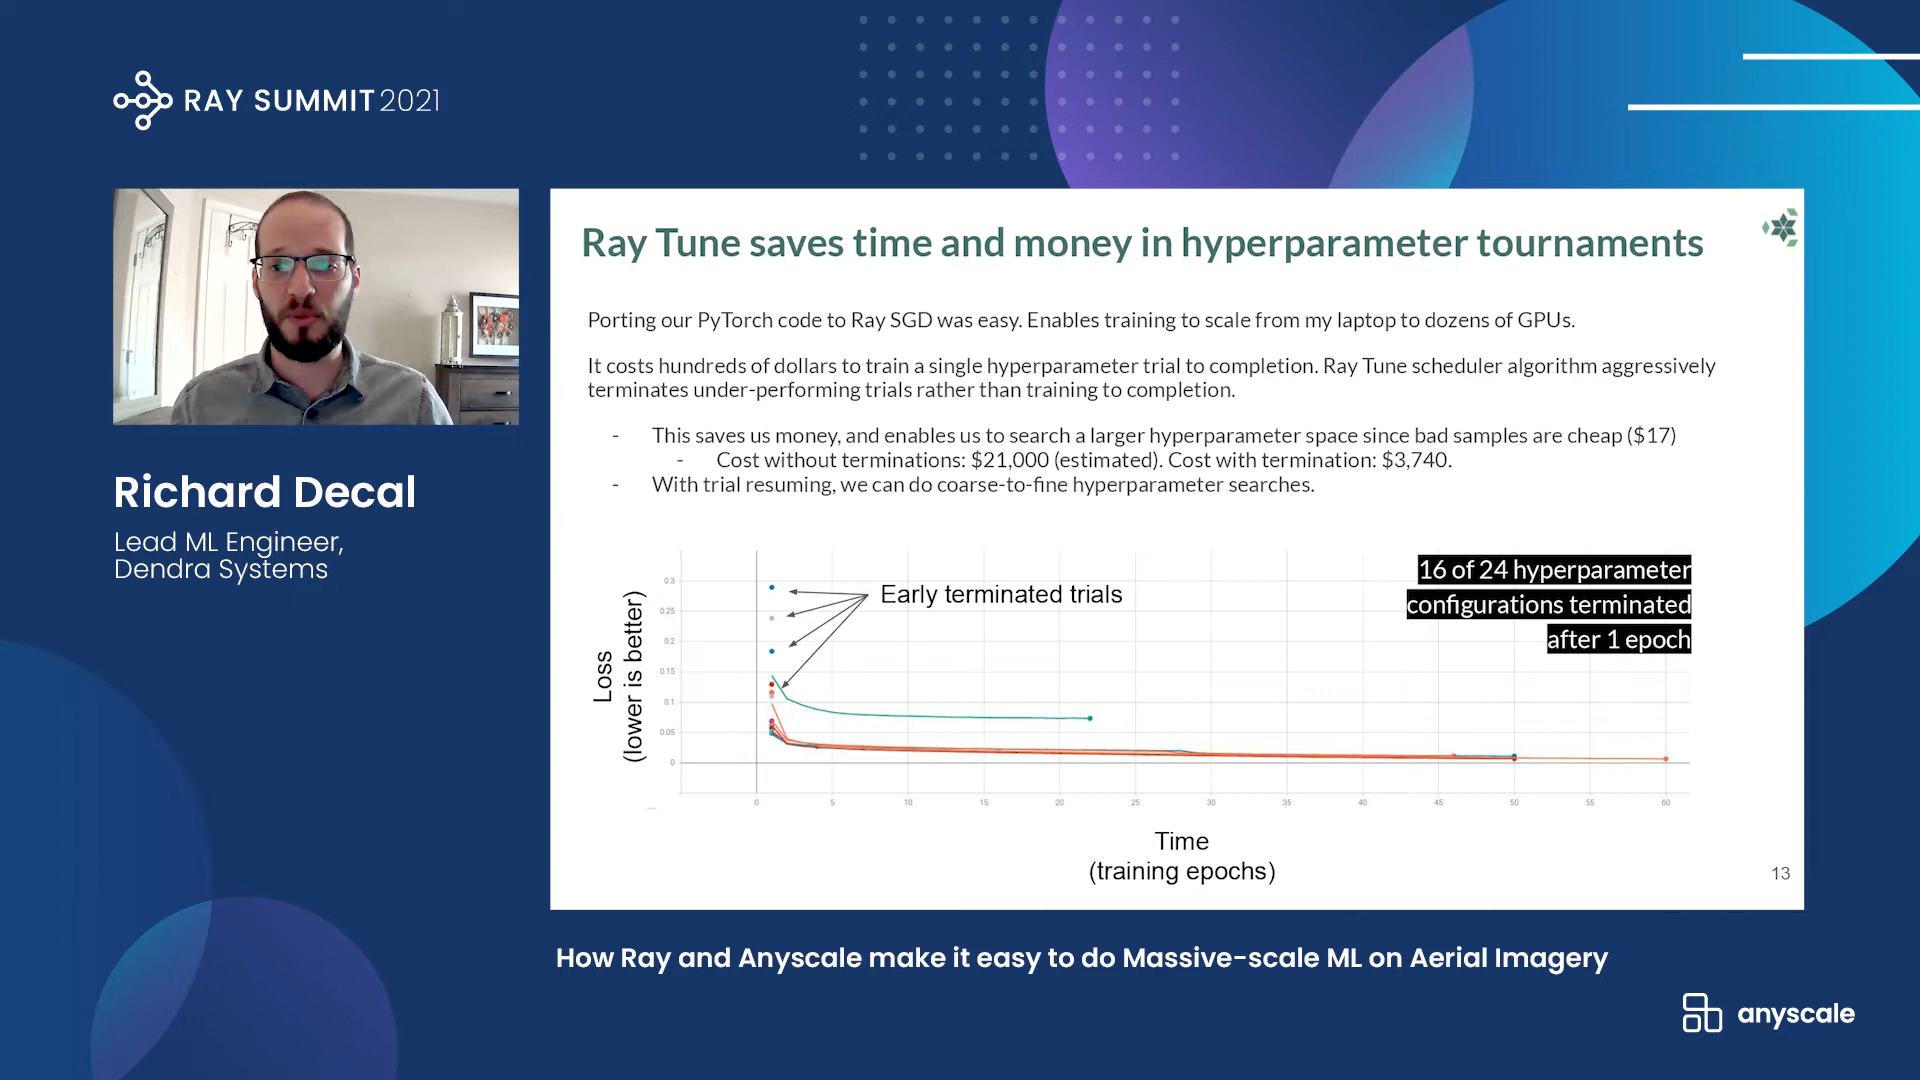 RAY SUMMIT 2021
Richard Decal
Lead ML Engineer,
Dendra Systems
Ray Tune saves time and money in hyperparameter tournaments
Porting our PyTorch code to Ray SGD was easy. Enables training to scale from my laptop to dozens of GPUs.
It costs hundreds of dollars to train a single hyperparameter trial to completion. Ray Tune scheduler algorithm aggressively
terminates under-performing trials rather than training to completion.
- This saves us money, and enables us to search a larger hyperparameter space since bad samples are cheap ($17)
- Cost without terminations: $21,000 (estimated). Cost with termination: $3,740.
- With trial resuming, we can do coarse-to-fine hyperparameter searches.
Loss
(lower is better)
0.3
0.25
0.2
0.15
0.1
0.05
0
Early terminated trials
16 of 24 hyperparameter
configurations terminated
after 1 epoch
0 5 10 15 20 25 30 35 40 45 50 55 60
Time
(training epochs)
13
How Ray and Anyscale make it easy to do Massive-scale ML on Aerial Imagery
anyscale